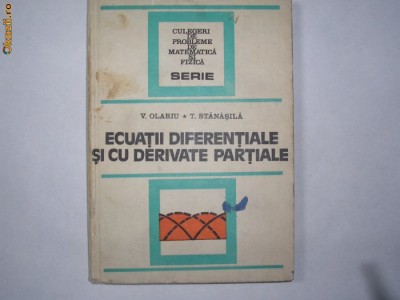 CULEGERI
DE
PROBLEME
DE
MATEMATICĂ
ȘI
FIZICĂ
SERIE
V. OLARIU ★ T. STĂNĂȘILĂ
ECUAȚII DIFERENȚIALE
ȘI CU DERIVATE PARȚIALE